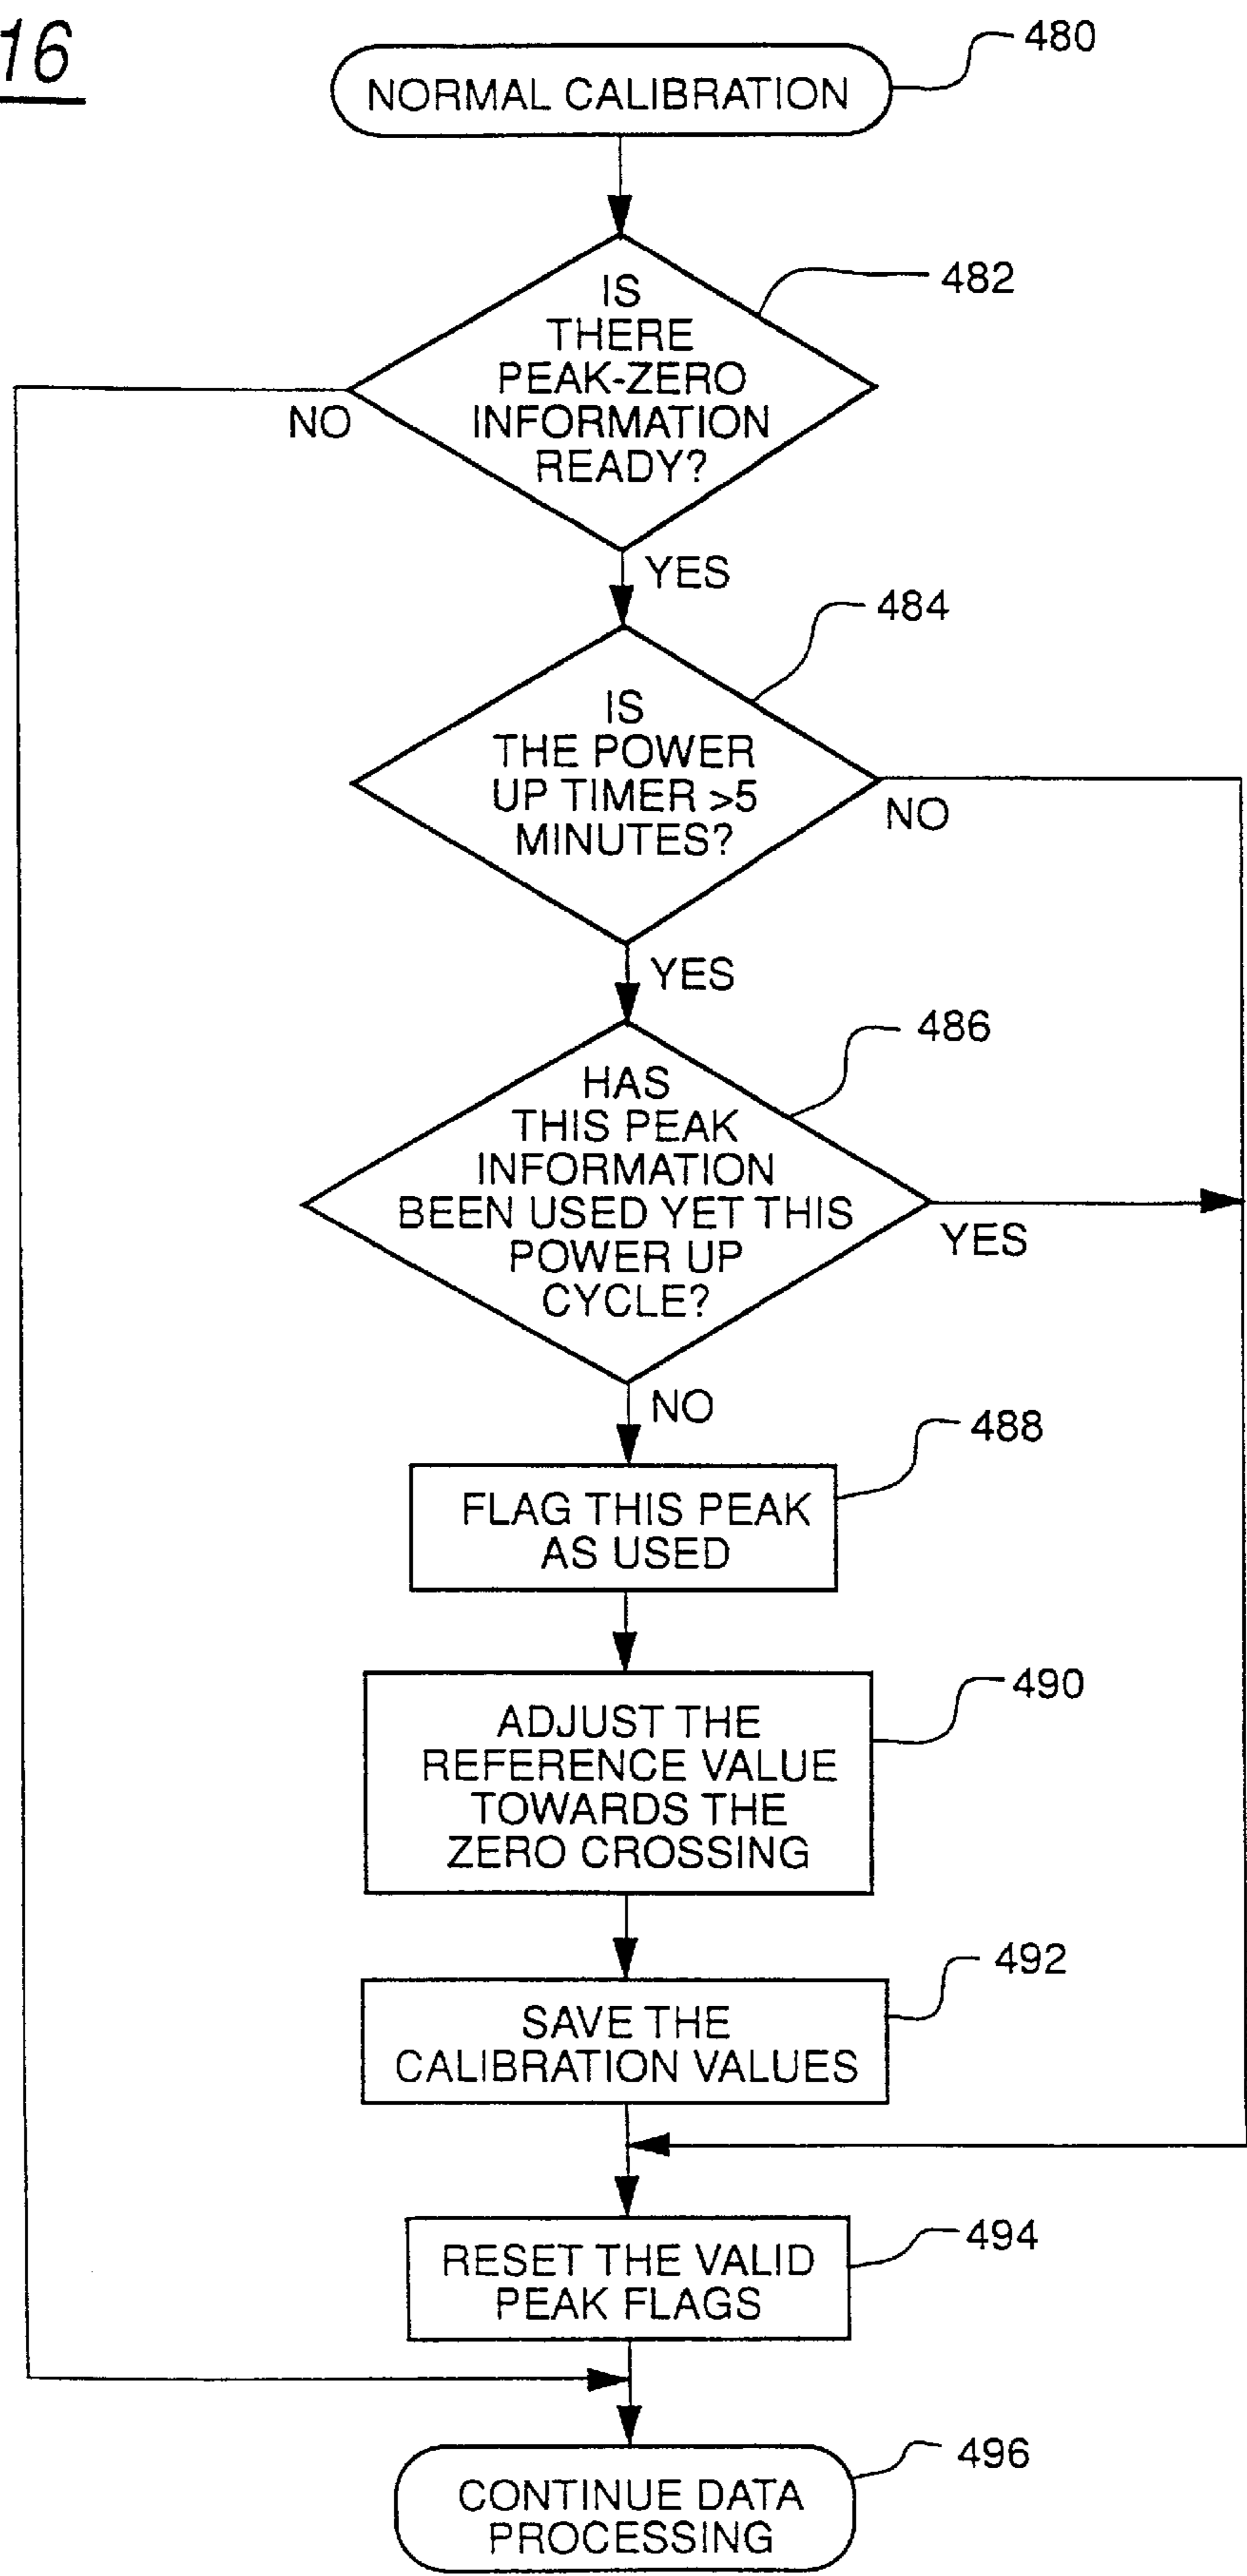 16
NORMAL CALIBRATION
480
IS
THERE
PEAK-ZERO
INFORMATION
READY?
482
NO
YES
484
IS
THE POWER
UP TIMER >5
MINUTES?
NO
YES
486
HAS
THIS PEAK
INFORMATION
BEEN USED YET THIS
POWER UP
CYCLE?
YES
NO
488
FLAG THIS PEAK
AS USED
490
ADJUST THE
REFERENCE VALUE
TOWARDS THE
ZERO CROSSING
492
SAVE THE
CALIBRATION VALUES
494
RESET THE VALID
PEAK FLAGS
496
CONTINUE DATA
PROCESSING